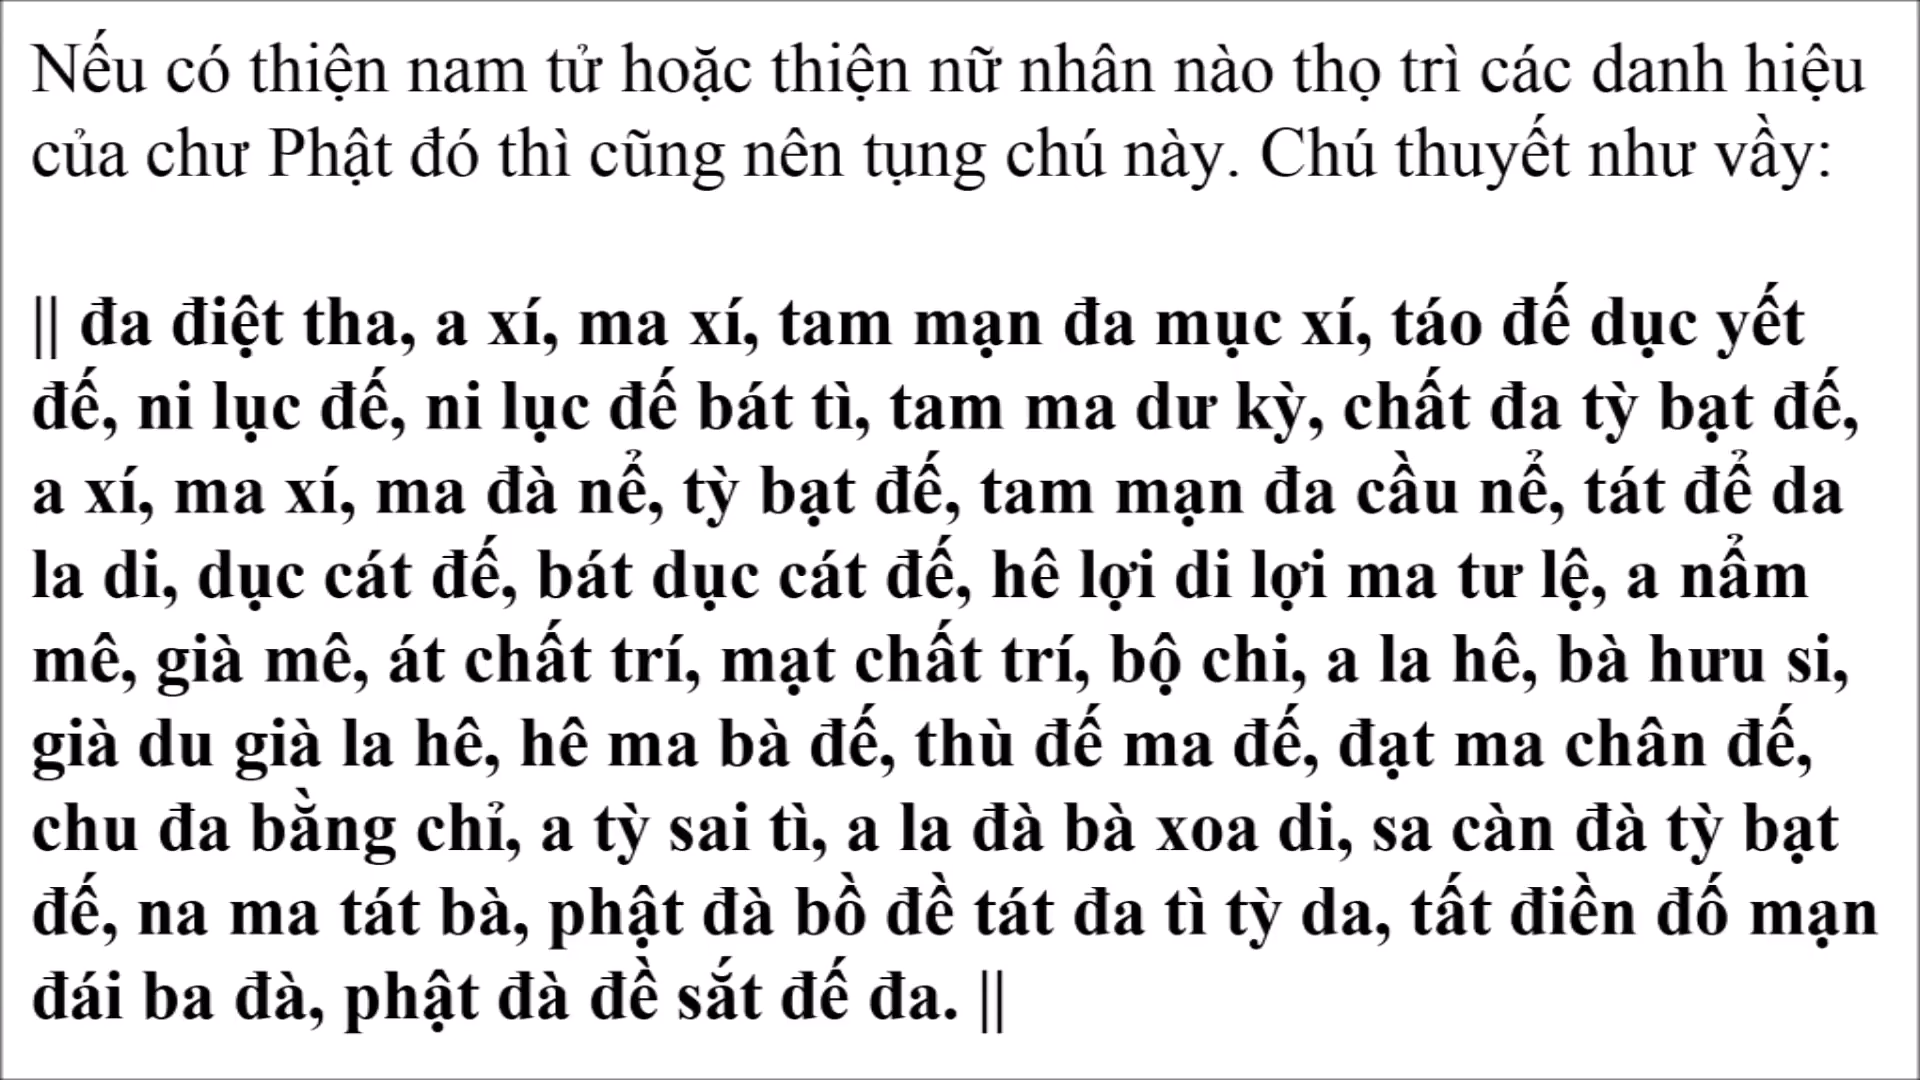 Nếu có thiện nam tử hoặc thiện nữ nhân nào thọ trì các danh hiệu
của chư Phật đó thì cũng nên tụng chú này. Chú thuyết như vầy:
|| đa điệt tha, a xí, ma xí, tam mạn đa mục xí, táo đế dục yết
đế, ni lục đế, ni lục đế bát tì, tam ma dư kỳ, chất đa tỳ bạt đế,
a xí, ma xí, ma đà nể, tỳ bạt đế, tam mạn đa cầu nể, tát để da
la di, dục cát đế, bát dục cát đế, hê lợi di lợi ma tư lệ, a nẩm
mê, già mê, át chất trí, mạt chất trí, bộ chi, a la hê, bà hưu si,
già du già la hê, hê ma bà đế, thù đế ma đế, đạt ma chân đế,
chu đa bằng chỉ, a tỳ sai tì, a la đà bà xoa di, sa càn đà tỳ bạt
đế, na ma tát bà, phật đà bồ đề tát đa tì tỳ da, tất điền đố mạn
đái ba đà, phật đà đề sắt đế đa. ||